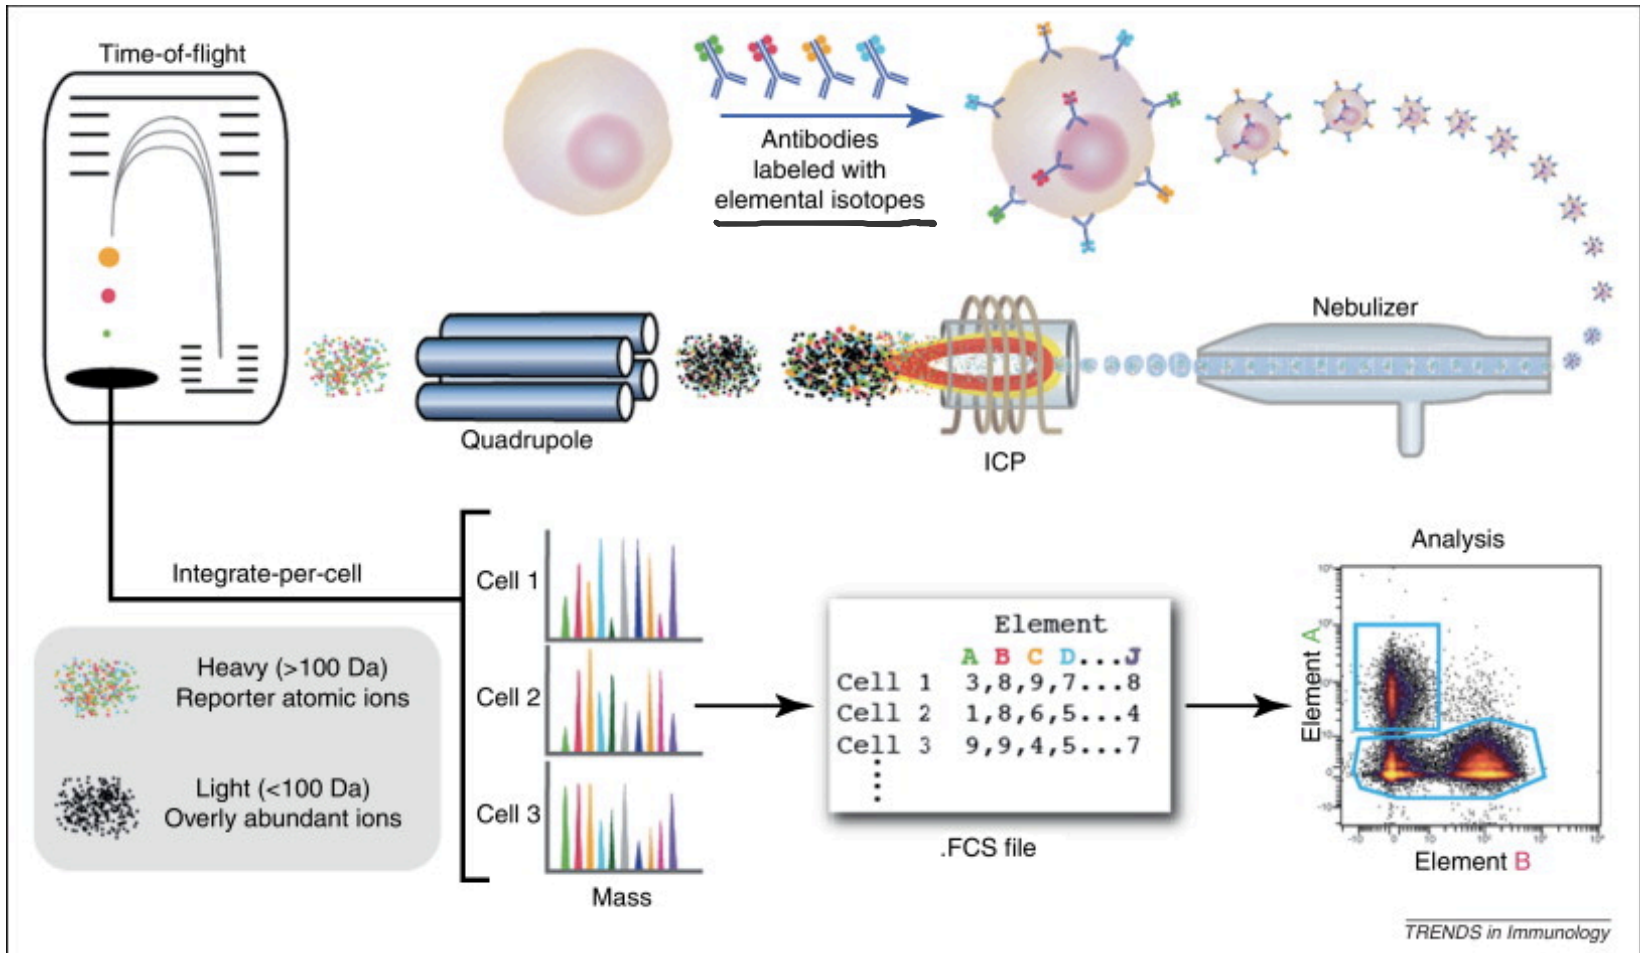 Time-of-flight
Antibodies
labeled with
elemental isotopes
Nebulizer
Quadrupole
ICP
Integrate-per-cell
Heavy (>100 Da)
Reporter atomic ions
Light (<100 Da)
Overly abundant ions
Cell 1
Cell 2
Cell 3
Mass
Element
A B C D...J
Cell 1 3,8,9,7...8
Cell 2 1,8,6,5...4
Cell 3 9,9,4,5...7
.FCS file
Analysis
Element A
Element B
TRENDS in Immunology